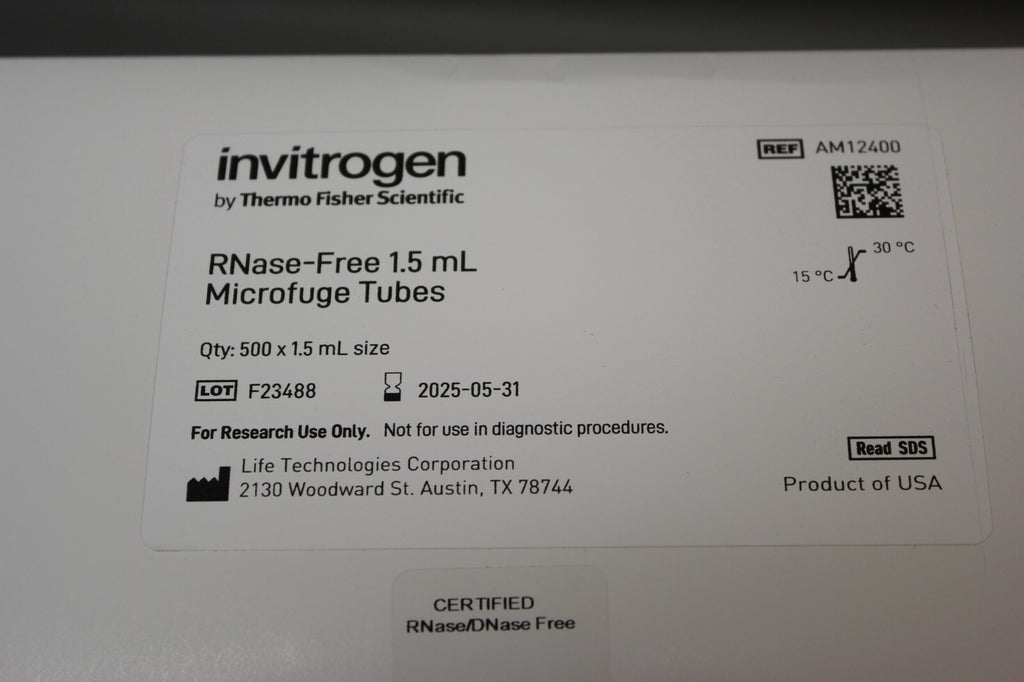 invitrogen
by Thermo Fisher Scientific
REF AM12400
RNase-Free 1.5 mL
Microfuge Tubes
30 °C
15 °C
Qty: 500 x 1.5 mL size
LOT F23488 2025-05-31
For Research Use Only. Not for use in diagnostic procedures.
Life Technologies Corporation
2130 Woodward St. Austin, TX 78744
Read SDS
Product of USA
CERTIFIED
RNase/DNase Free